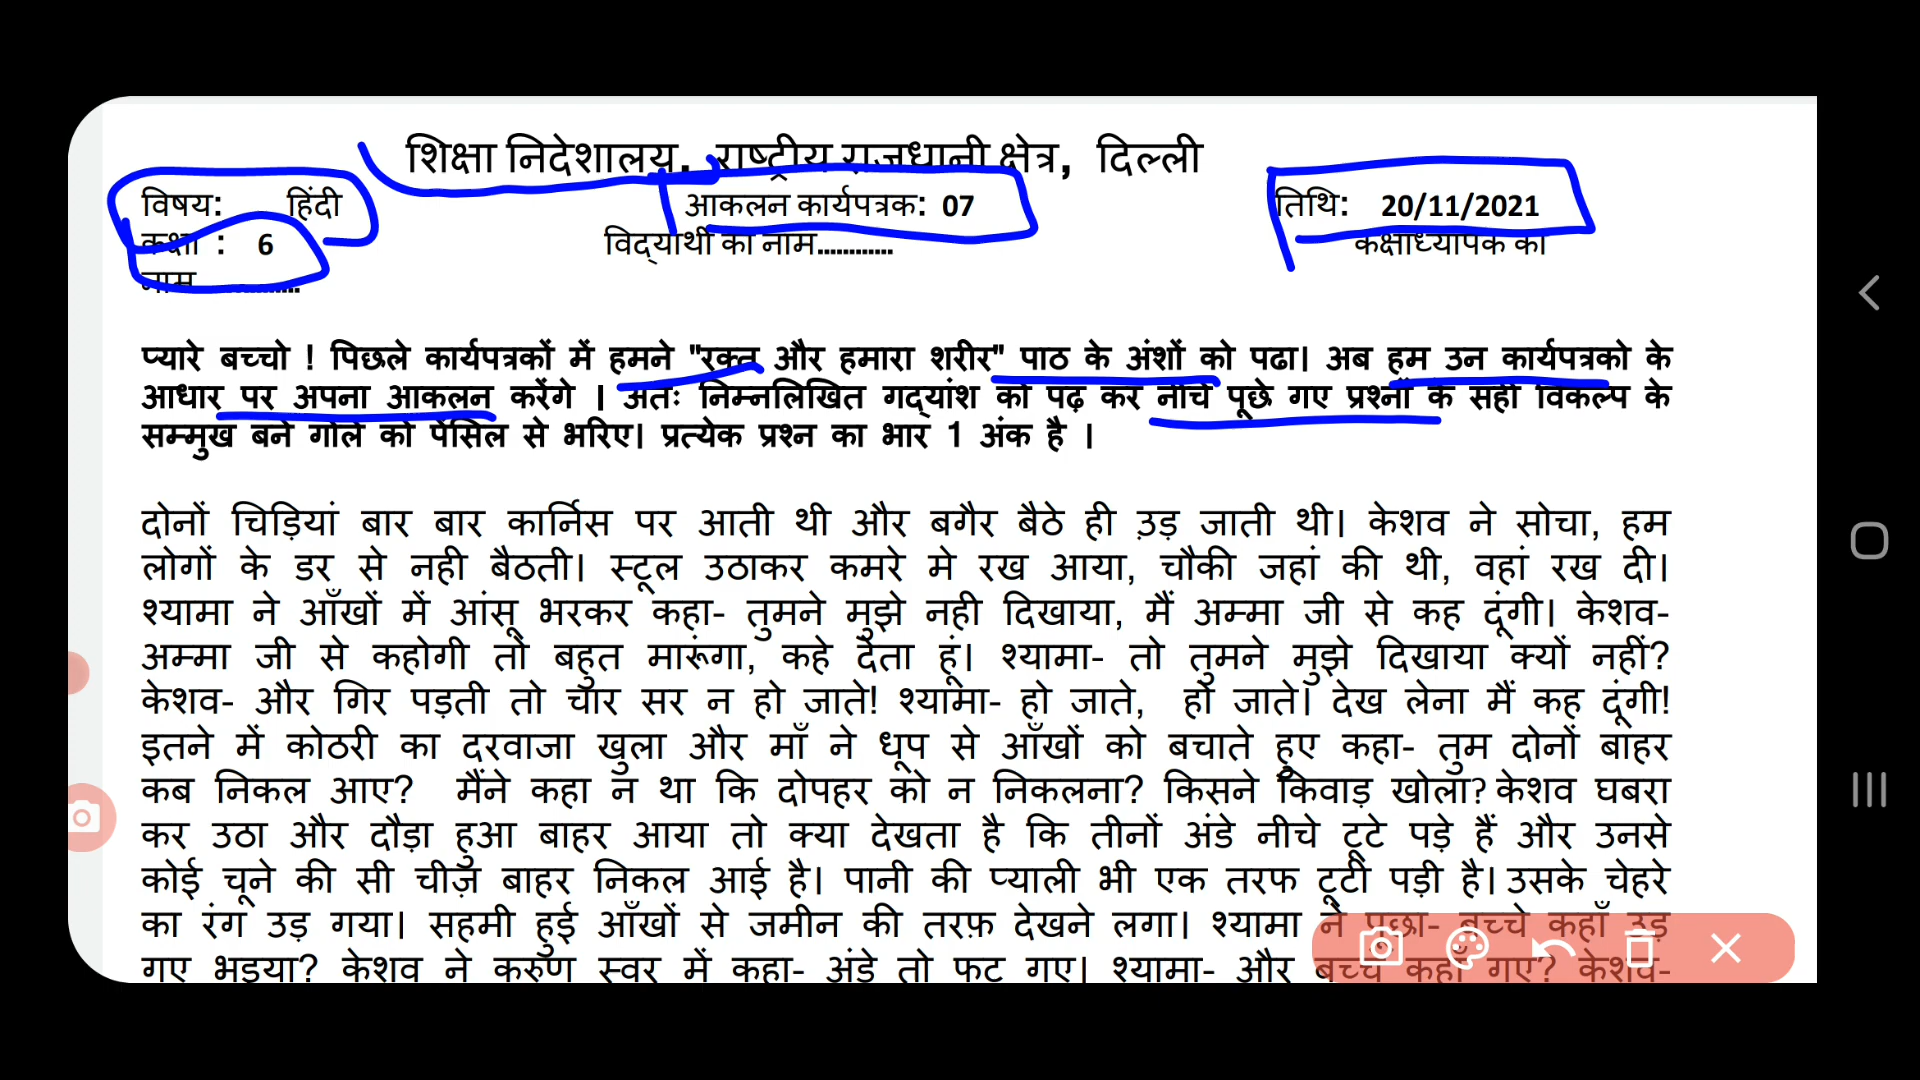 शिक्षा निदेशालय, राष्ट्रीय राजधानी क्षेत्र, दिल्ली
विषय: हिंदी आकलन कार्यपत्रक: 07 तिथि: 20/11/2021
कक्षा : 6 विद्यार्थी का नाम............ कक्षाध्यापक का
नाम............
प्यारे बच्चो ! पिछले कार्यपत्रकों में हमने "रक्त और हमारा शरीर" पाठ के अंशों को पढा। अब हम उन कार्यपत्रको के
आधार पर अपना आकलन करेंगे । अतः निम्नलिखित गद्यांश को पढ़ कर नीचे पूछे गए प्रश्नों के सही विकल्प के
सम्मुख बने गोले को पेंसिल से भरिए। प्रत्येक प्रश्न का भार 1 अंक है ।
दोनों चिड़ियां बार बार कार्निस पर आती थी और बगैर बैठे ही उ़ड़ जाती थी। केशव ने सोचा, हम
लोगों के डर से नही बैठती। स्टूल उठाकर कमरे मे रख आया, चौकी जहां की थी, वहां रख दी।
श्यामा ने आँखों में आंसू भरकर कहा- तुमने मुझे नही दिखाया, मैं अम्मा जी से कह दूंगी। केशव-
अम्मा जी से कहोगी तो बहुत मारूंगा, कहे देता हूं। श्यामा- तो तुमने मुझे दिखाया क्यों नहीं?
केशव- और गिर पड़ती तो चार सर न हो जाते! श्यामा- हो जाते, हो जाते। देख लेना मैं कह दूंगी!
इतने में कोठरी का दरवाजा खुला और माँ ने धूप से आँखों को बचाते हुए कहा- तुम दोनों बाहर
कब निकल आए? मैंने कहा न था कि दोपहर को न निकलना? किसने किवाड़ खोला? केशव घबरा
कर उठा और दौड़ा हुआ बाहर आया तो क्या देखता है कि तीनों अंडे नीचे टूटे पड़े हैं और उनसे
कोई चूने की सी चीज़ बाहर निकल आई है। पानी की प्याली भी एक तरफ टूटी पड़ी है। उसके चेहरे
का रंग उड़ गया। सहमी हुई आँखों से जमीन की तरफ़ देखने लगा। श्यामा ने पूछा- बच्चे कहाँ उड़
गए भइया? केशव ने करुण स्वर में कहा- अंडे तो फट गए। श्यामा- और बच्चे कहाँ गए? केशव-